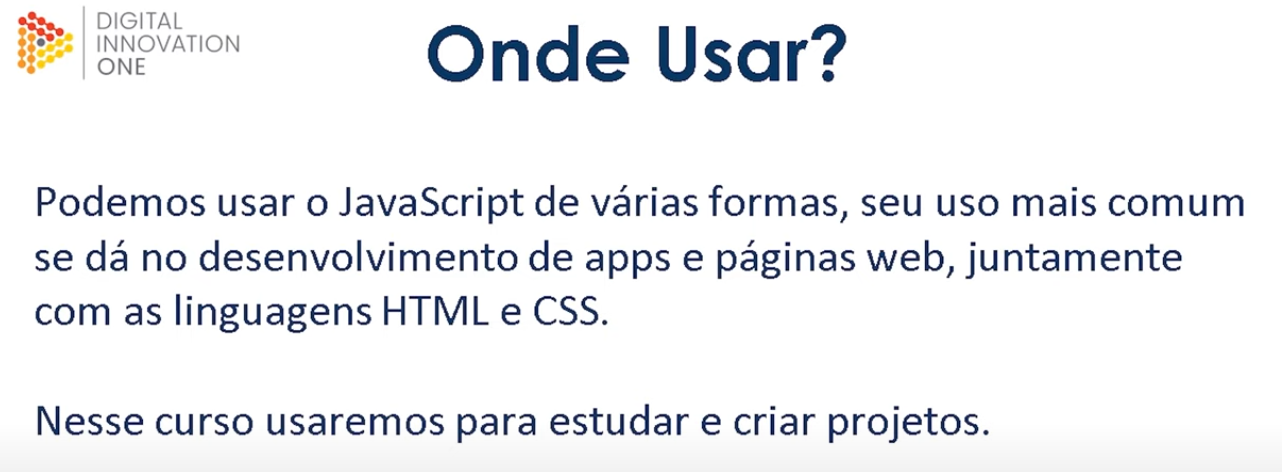 DIGITAL
INNOVATION
ONE
Onde Usar?
Podemos usar o JavaScript de várias formas, seu uso mais comum
se dá no desenvolvimento de apps e páginas web, juntamente
com as linguagens HTML e CSS.
Nesse curso usaremos para estudar e criar projetos.